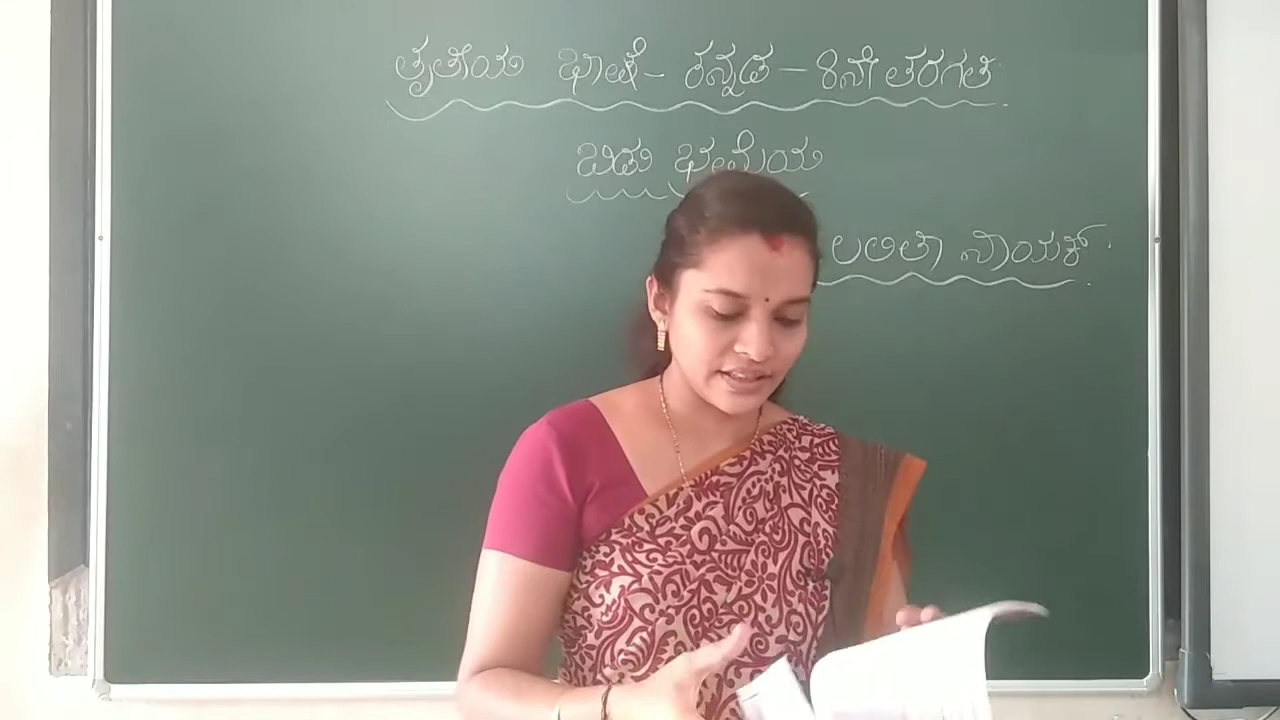 ತೃತೀಯ ಭಾಷೆ - ಕನ್ನಡ - 8ನೇ ತರಗತಿ
ಬಿಡು ಭೀತಿಯ
ಲಲಿತಾ ನಾಯಕ್.